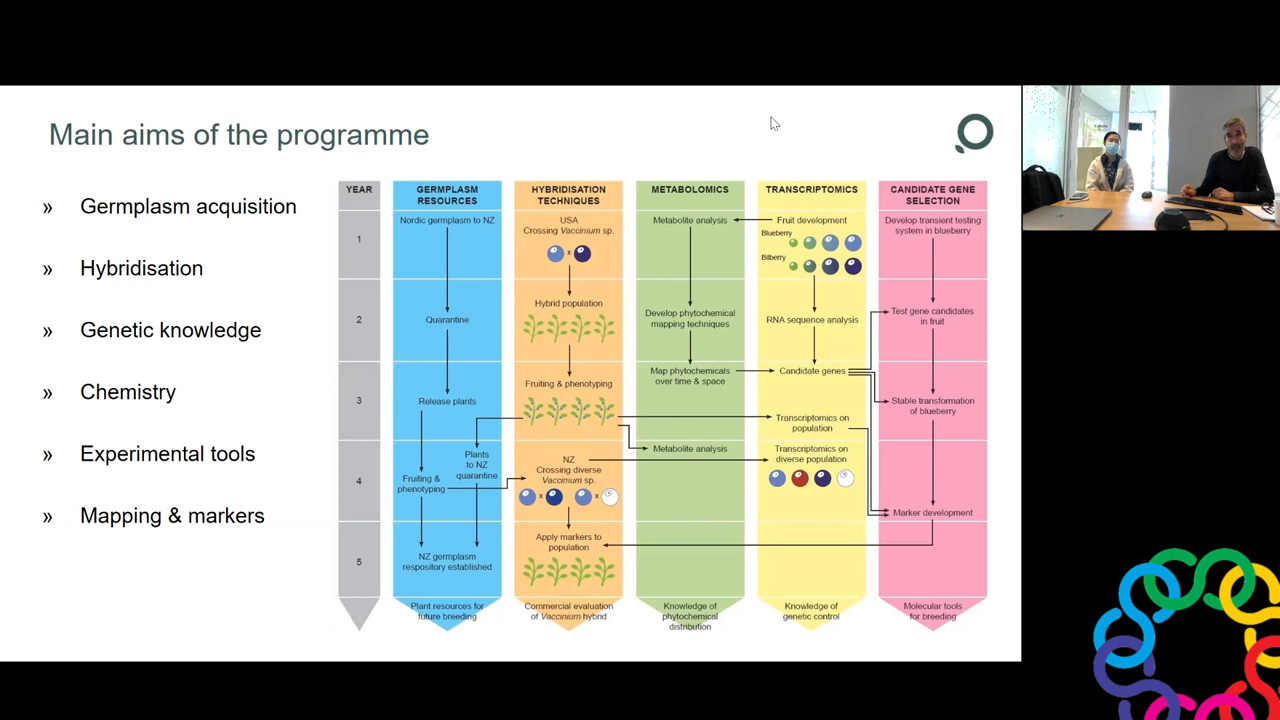 Main aims of the programme
» Germplasm acquisition
» Hybridisation
» Genetic knowledge
» Chemistry
» Experimental tools
» Mapping & markers
YEAR
1
2
3
4
5
GERMPLASM
RESOURCES
Nordic germplasm to NZ
Quarantine
Release plants
Plants
to NZ
quarantine
Fruiting &
phenotyping
NZ germplasm
respository established
Plant resources for
future breeding
HYBRIDISATION
TECHNIQUES
USA
Crossing Vaccinium sp.
x
Hybrid population
Fruiting & phenotyping
NZ
Crossing diverse
Vaccinium sp.
x x
Apply markers to
population
Commercial evaluation
of Vaccinium hybrid
METABOLOMICS
Metabolite analysis
Develop phytochemical
mapping techniques
Map phytochemicals
over time & space
Metabolite analysis
Knowledge of
phytochemical
distribution
TRANSCRIPTOMICS
Fruit development
Blueberry
Bilberry
RNA sequence analysis
Candidate genes
Transcriptomics on
population
Transcriptomics on
diverse population
Knowledge of
genetic control
CANDIDATE GENE
SELECTION
Develop transient testing
system in blueberry
Test gene candidates
in fruit
Stable transformation
of blueberry
Marker development
Molecular tools
for breeding